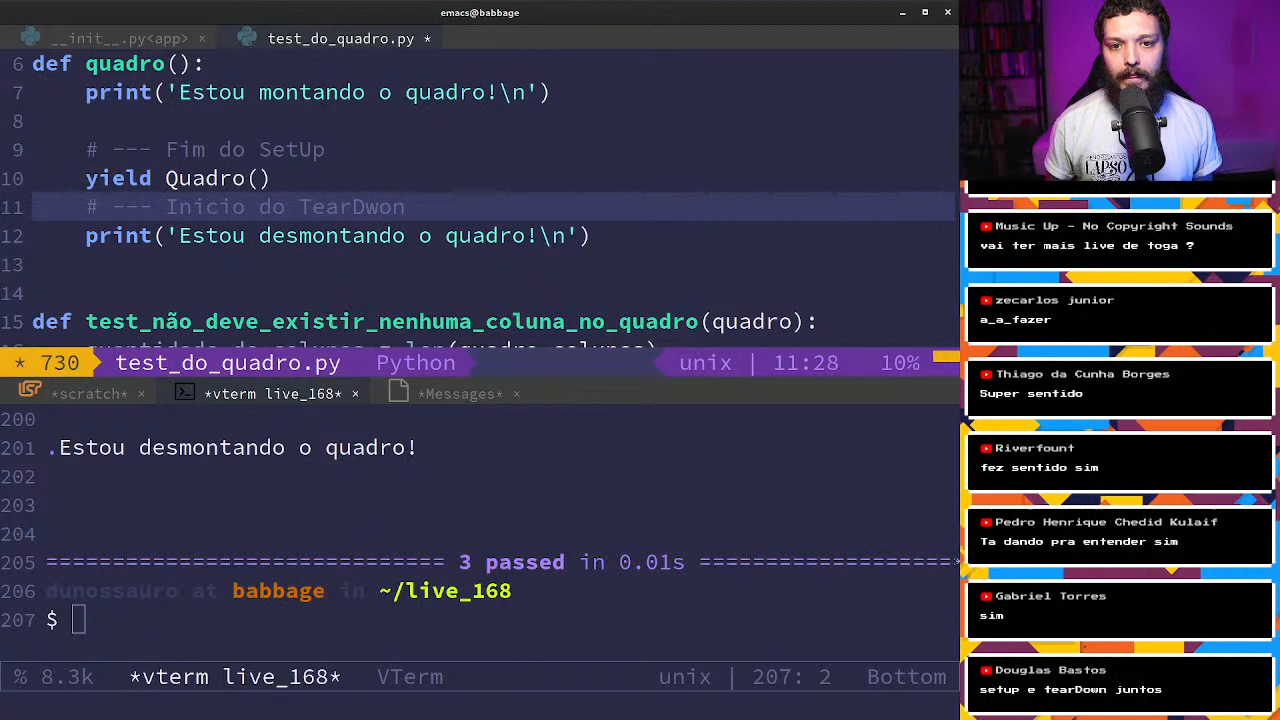 emacs@babbage
__init__.py<app> ×
test_do_quadro.py •
6 def quadro():
7 print('Estou montando o quadro!\n')
8
9 # --- Fim do SetUp
10 yield Quadro()
11 # --- Inicio do TearDwon
12 print('Estou desmontando o quadro!\n')
13
14
15 def test_não_deve_existir_nenhuma_coluna_no_quadro(quadro):
* 730 test_do_quadro.py Python unix | 11:28 10%
*scratch* × *vterm live_168* × *Messages* ×
200
201 .Estou desmontando o quadro!
202
203
204
205 ============================== 3 passed in 0.01s ===================
206 dunossauro at babbage in ~/live_168
207 $
% 8.3k *vterm live_168* VTerm unix | 207: 2 Bottom
LAPSO
Music Up - No Copyright Sounds
vai ter mais live de toga ?
zecarlos junior
a_a_fazer
Thiago da Cunha Borges
Super sentido
Riverfount
fez sentido sim
Pedro Henrique Chedid Kulaif
Ta dando pra entender sim
Gabriel Torres
sim
Douglas Bastos
setup e tearDown juntos